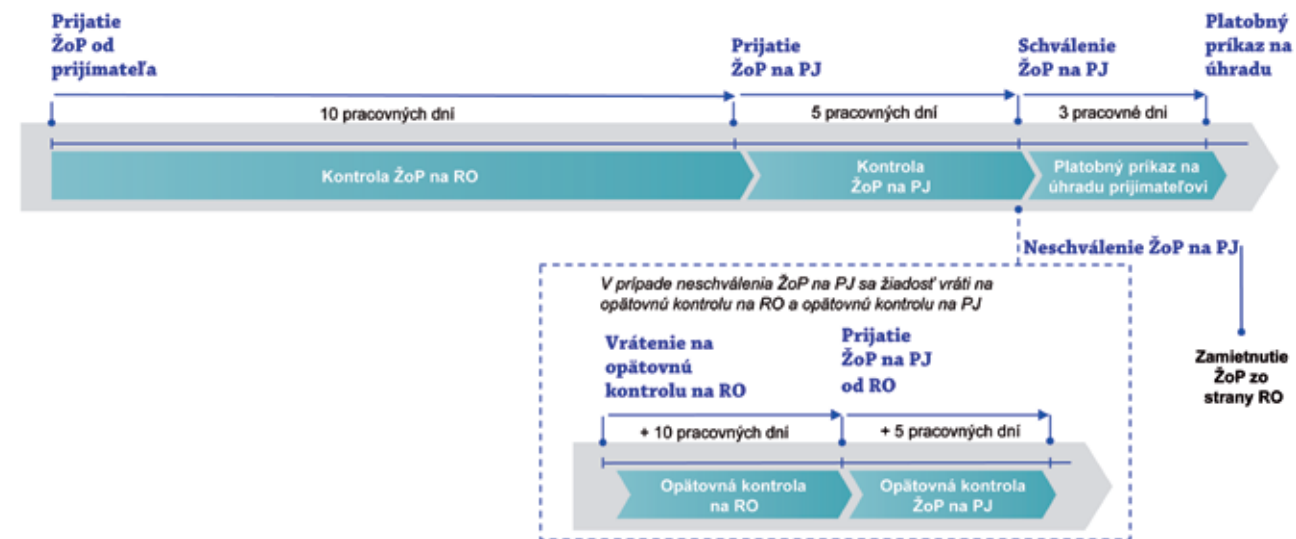 Prijatie
ŽoP od
prijímateľa
Prijatie
ŽoP na PJ
Schválenie
ŽoP na PJ
Platobný
príkaz na
úhradu
10 pracovných dní
5 pracovných dní
3 pracovné dni
Kontrola ŽoP na RO
Kontrola
ŽoP na PJ
Platobný príkaz na
úhradu prijímateľovi
Neschválenie ŽoP na PJ
V prípade neschválenia ŽoP na PJ sa žiadosť vráti na
opätovnú kontrolu na RO a opätovnú kontrolu na PJ
Vrátenie na
opätovnú
kontrolu na RO
Prijatie
ŽoP na PJ
od RO
Zamietnutie
ŽoP zo
strany RO
+ 10 pracovných dní
+ 5 pracovných dní
Opätovná kontrola
na RO
Opätovná kontrola
ŽoP na PJ